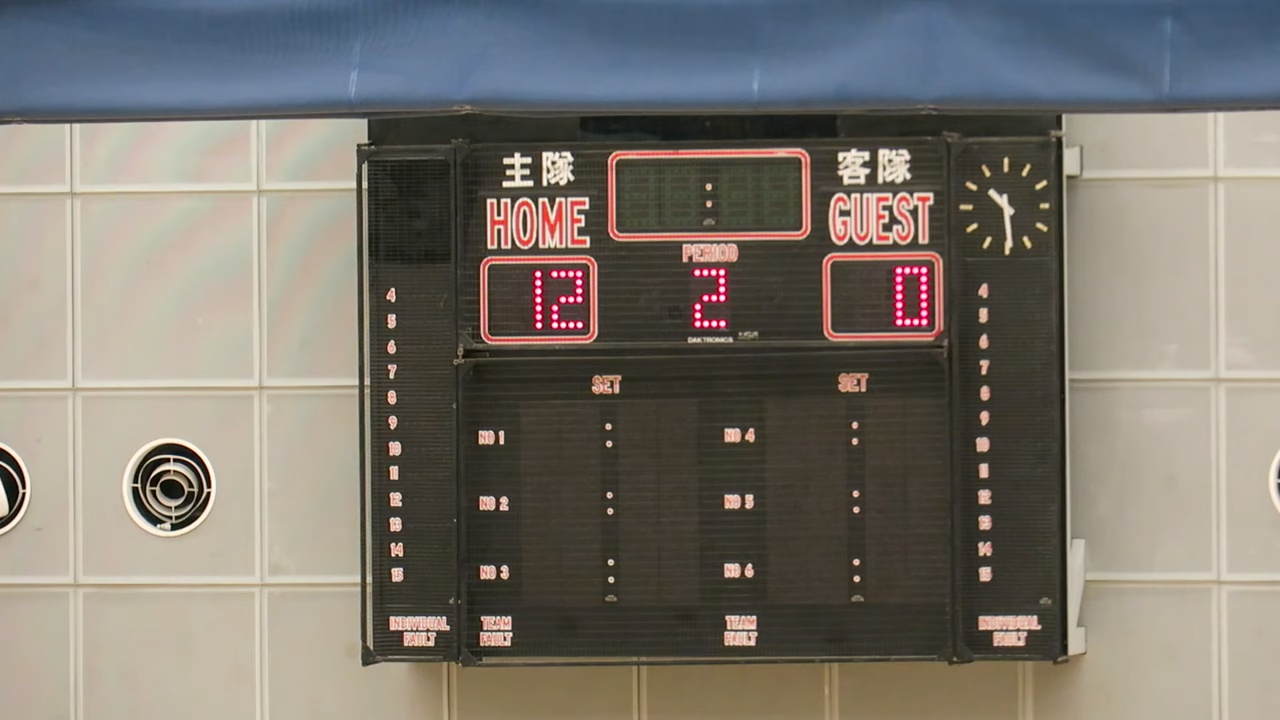 主隊
客隊
HOME
GUEST
PERIOD
12
2
0
DAKTRONICS
4
5
6
7
8
9
10
11
12
13
14
15
INDIVIDUAL
FAULT
SET
SET
NO 1
NO 4
NO 2
NO 5
NO 3
NO 6
TEAM
FAULT
TEAM
FAULT
4
5
6
7
8
9
10
11
12
13
14
15
INDIVIDUAL
FAULT